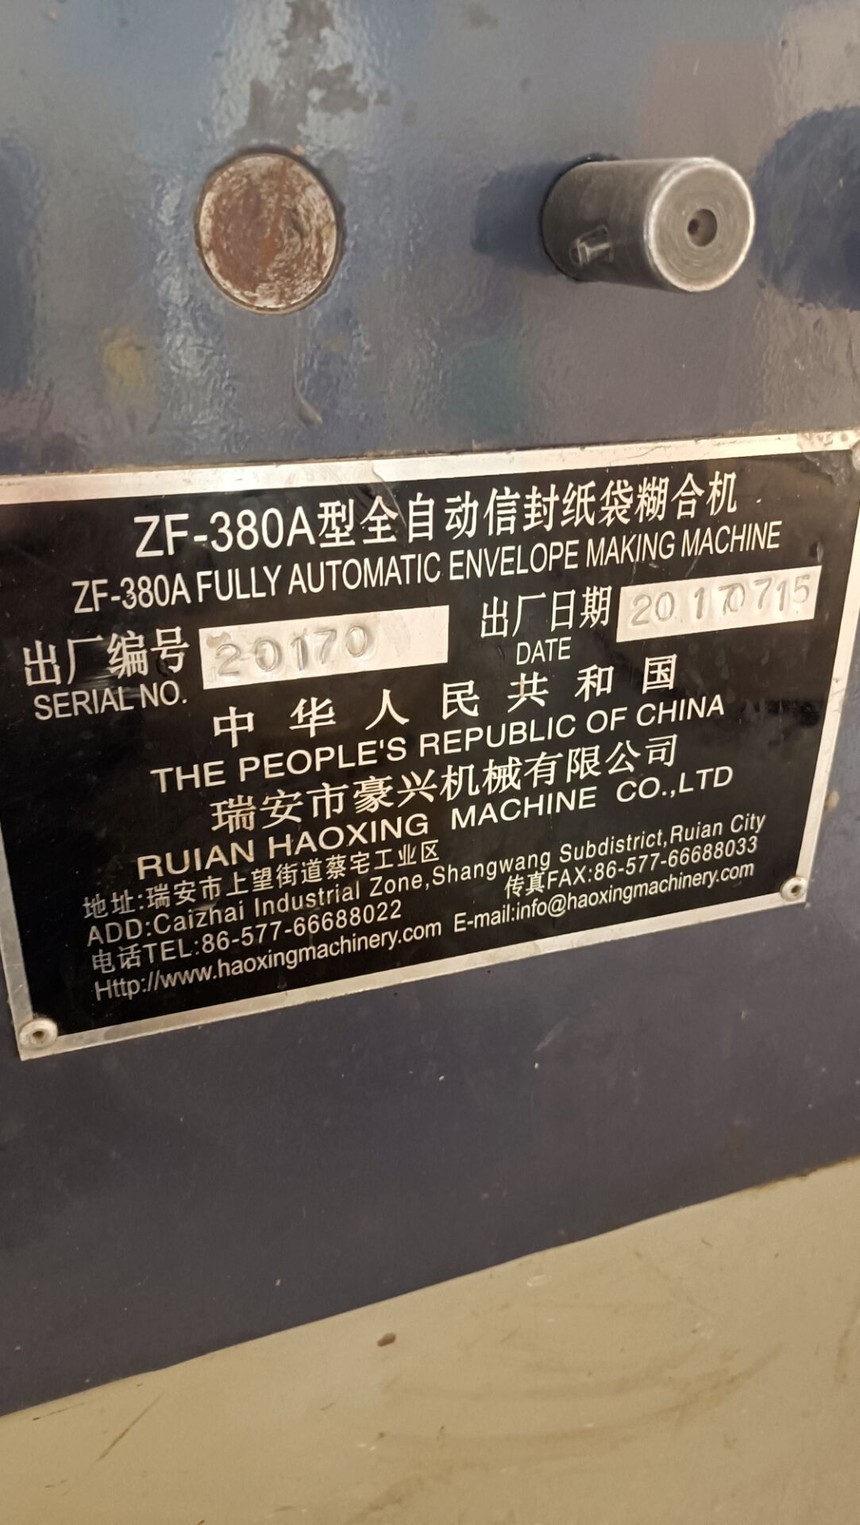 ZF-380A型全自动信封纸袋糊合机
ZF-380A FULLY AUTOMATIC ENVELOPE MAKING MACHINE
出厂编号 20170 出厂日期 20170715
SERIAL NO. DATE
中华人民共和国
THE PEOPLE'S REPUBLIC OF CHINA
瑞安市豪兴机械有限公司
RUIAN HAOXING MACHINE CO.,LTD
地址:瑞安市上望街道蔡宅工业区
ADD:Caizhai Industrial Zone,Shangwang Subdistrict,Ruian City
电话TEL:86-577-66688022 传真FAX:86-577-66688033
Http://www.haoxingmachinery.com E-mail:info@haoxingmachinery.com